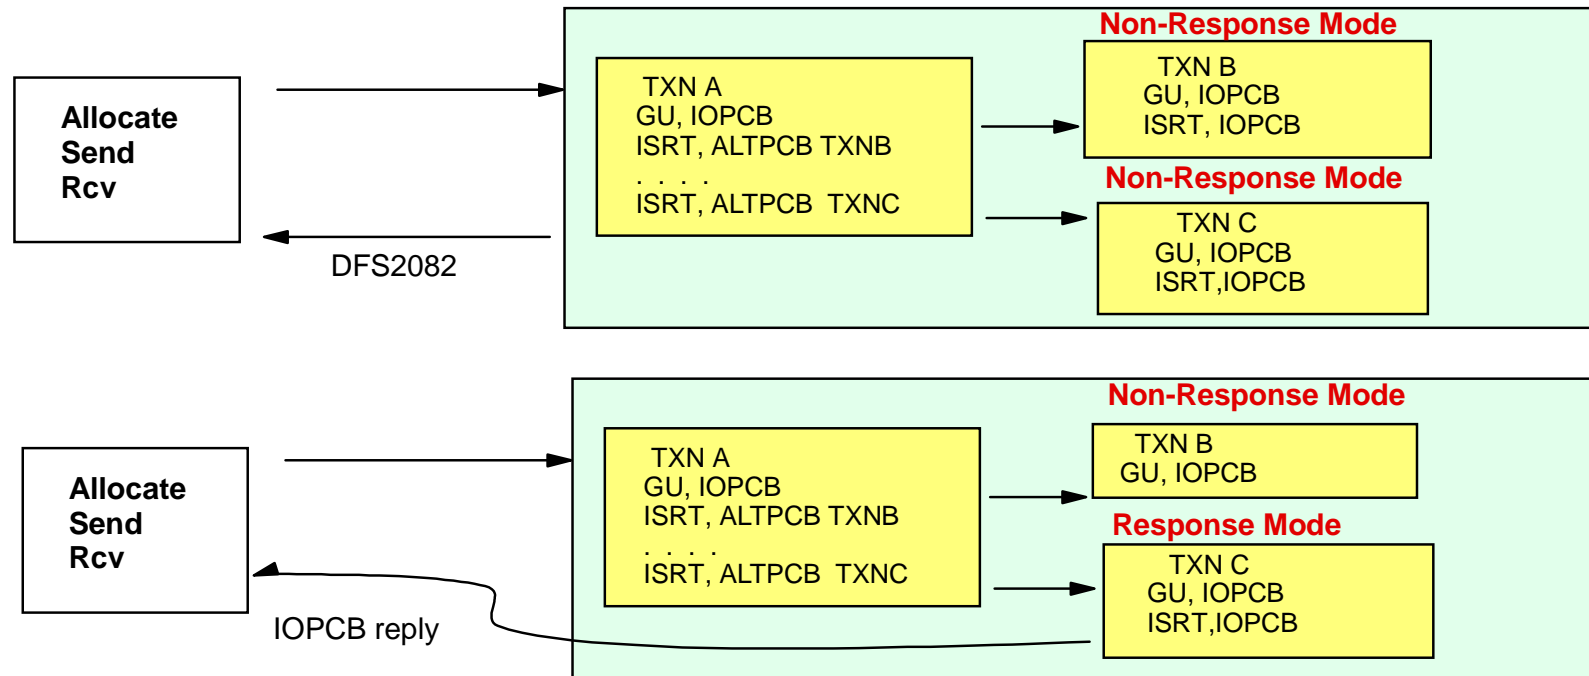 Non-Response Mode
Allocate
Send
Rcv
TXN A
GU, IOPCB
ISRT, ALTPCB TXNB
. . . .
ISRT, ALTPCB  TXNC
TXN B
GU, IOPCB
ISRT, IOPCB
Non-Response Mode
TXN C
GU, IOPCB
ISRT,IOPCB
DFS2082
Non-Response Mode
Allocate
Send
Rcv
TXN A
GU, IOPCB
ISRT, ALTPCB TXNB
. . . .
ISRT, ALTPCB  TXNC
TXN B
GU, IOPCB
Response Mode
TXN C
GU, IOPCB
ISRT,IOPCB
IOPCB reply